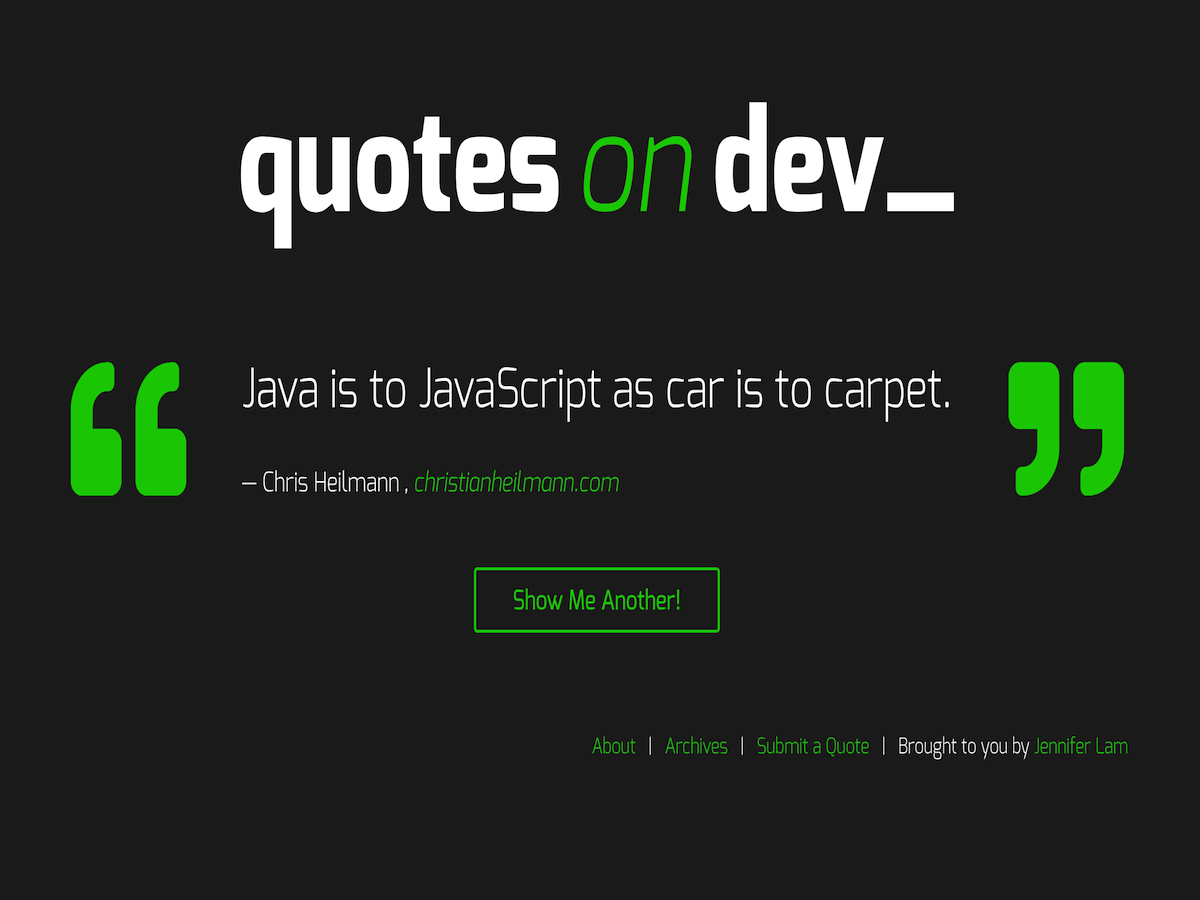 quotes on dev_
Java is to JavaScript as car is to carpet.
— Chris Heilmann , christianheilmann.com
Show Me Another!
About | Archives | Submit a Quote | Brought to you by Jennifer Lam